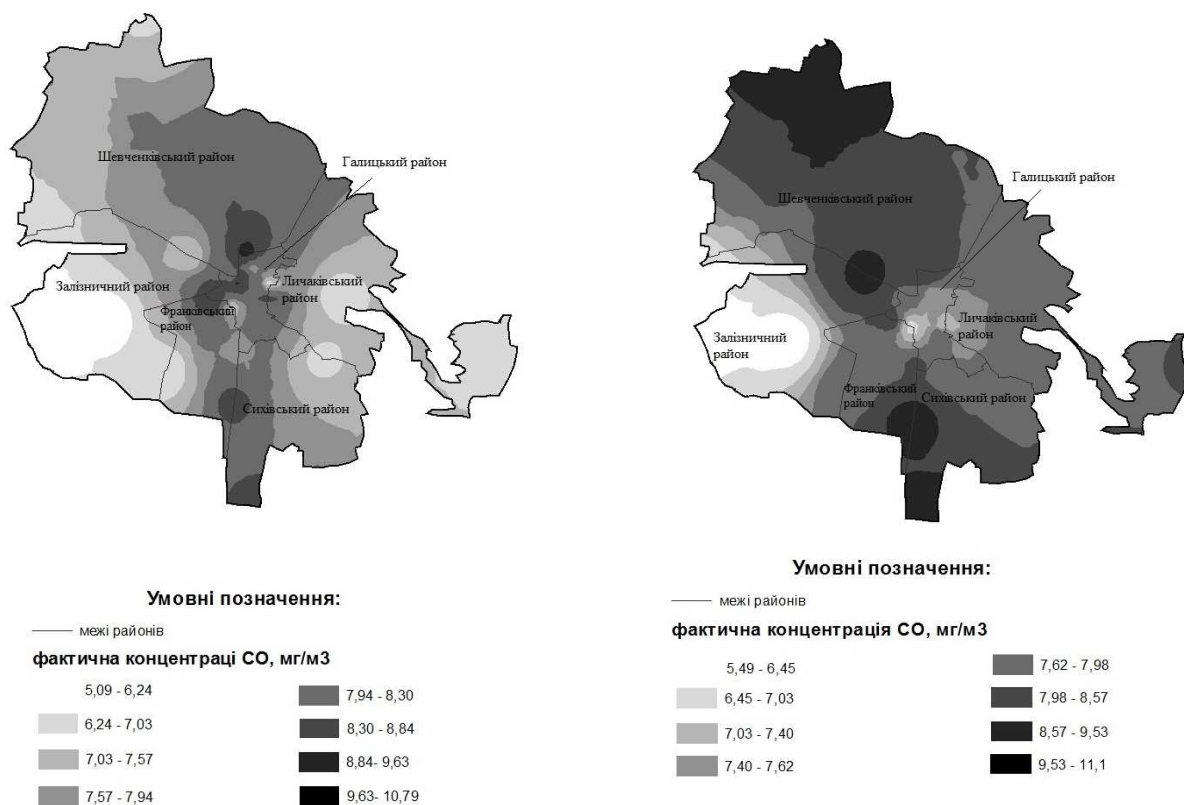 Шевченківський район
Галицький район
Залізничний район
Личаківський
район
Франківський
район
Сихівський район
Умовні позначення:
межі районів
фактична концентраці СО, мг/м3
5,09 - 6,24
6,24 - 7,03
7,03 - 7,57
7,57 - 7,94
7,94 - 8,30
8,30 - 8,84
8,84- 9,63
9,63- 10,79
Галицький район
Шевченківський район
Залізничний
район
Личаківський
район
Франківський
район
Сихівський район
Умовні позначення:
межі районів
фактична концентрація СО, мг/м3
5,49 - 6,45
6,45 - 7,03
7,03 - 7,40
7,40 - 7,62
7,62 - 7,98
7,98 - 8,57
8,57 - 9,53
9,53 - 11,1